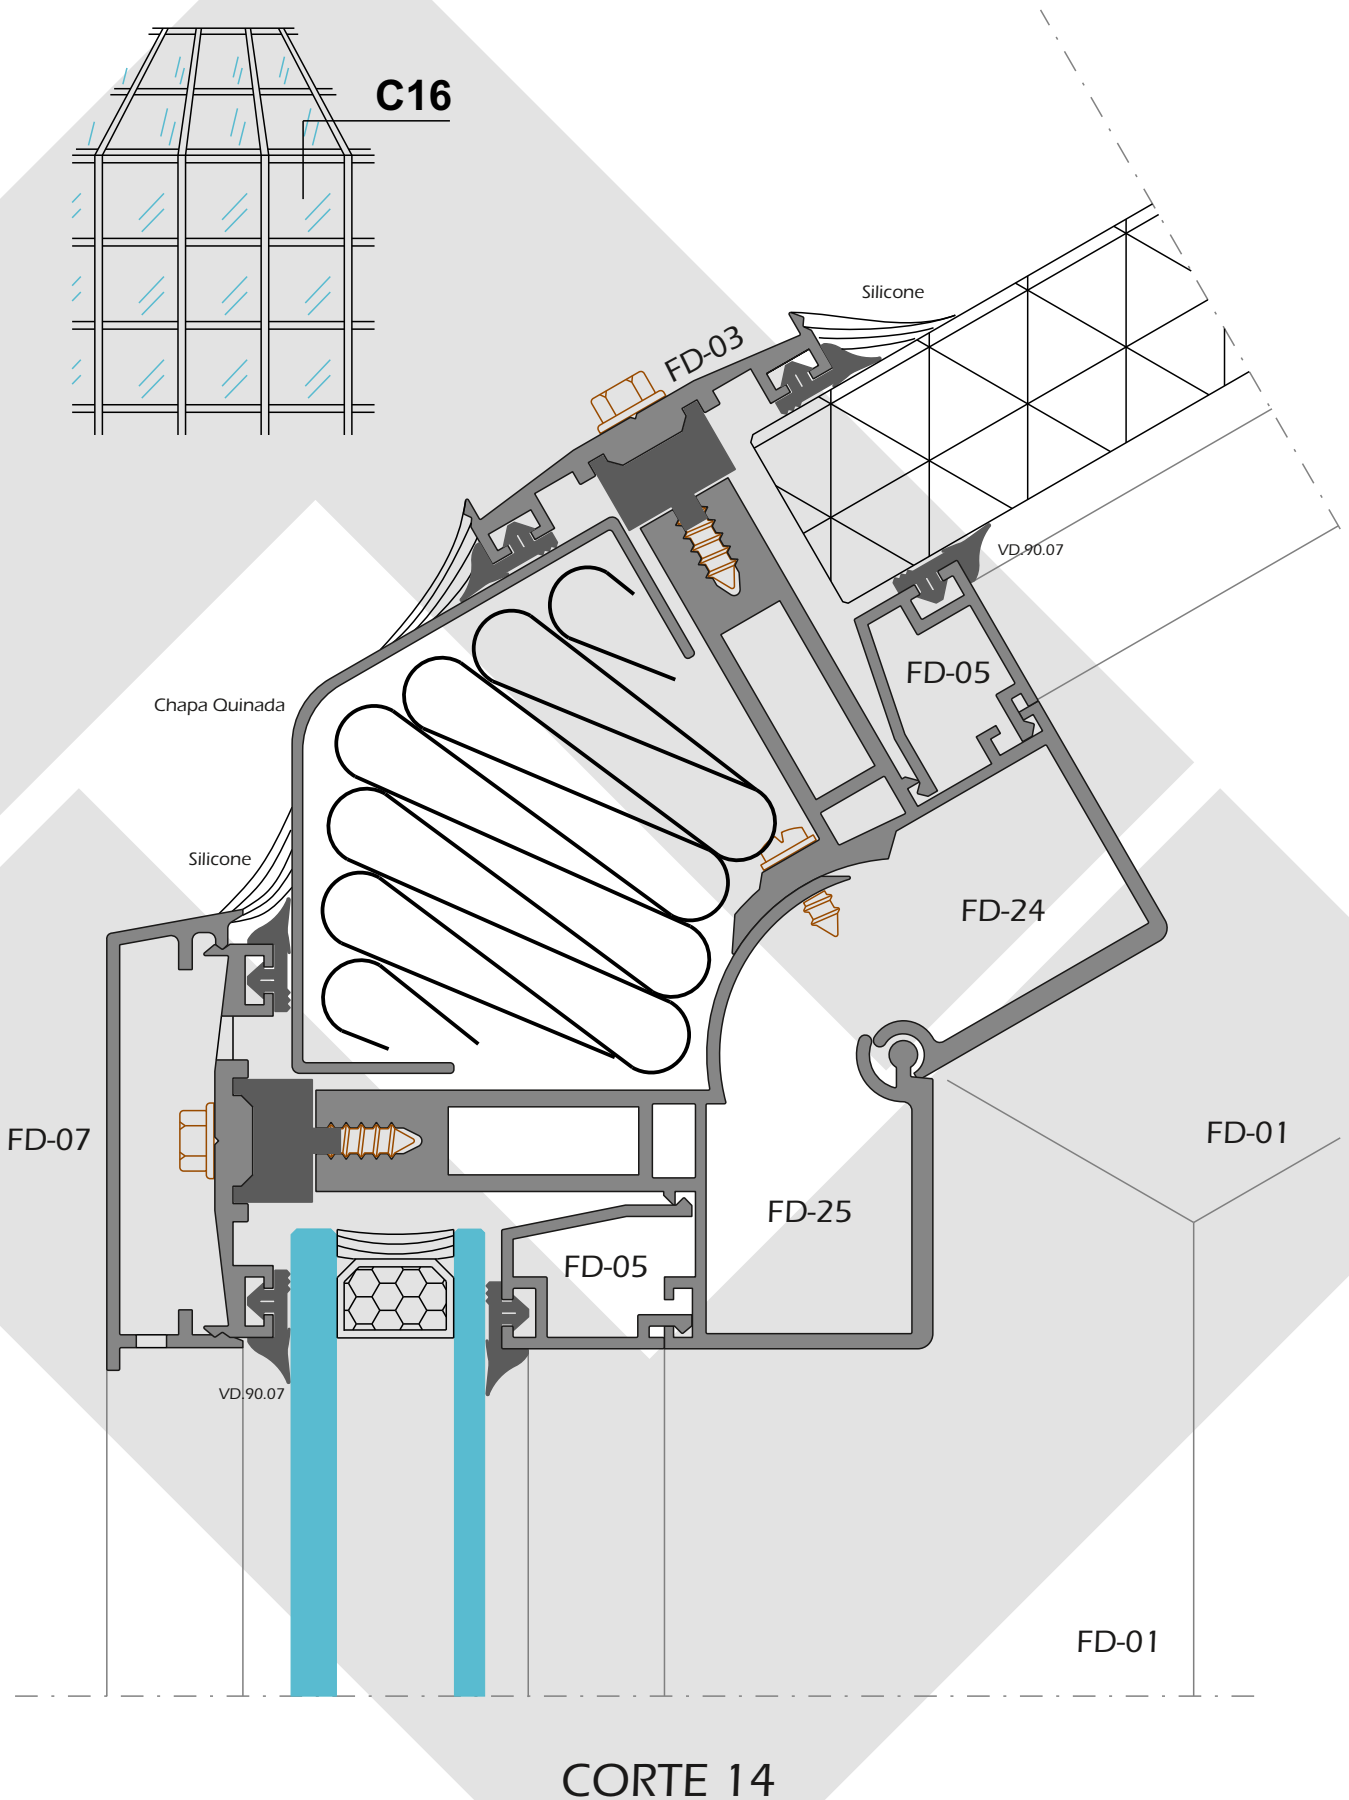 C16
Silicone
FD-03
VD.90.07
FD-05
Chapa Quinada
Silicone
FD-24
FD-07
FD-01
FD-25
FD-05
VD.90.07
FD-01
CORTE 14